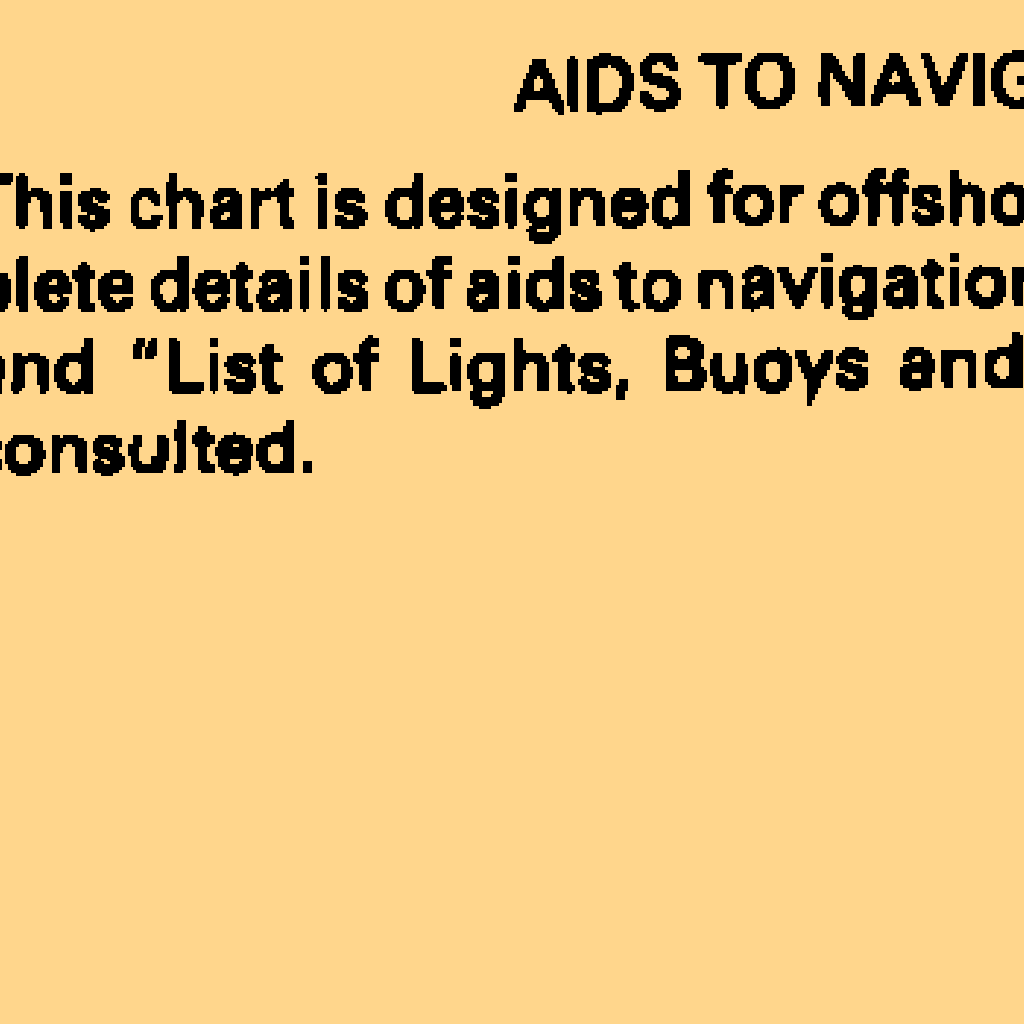 AIDS TO NAVIG
This chart is designed for offsho
plete details of aids to navigation
and "List of Lights, Buoys and
consulted.